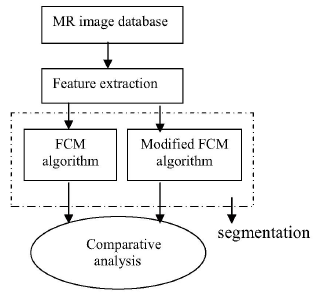 MR image database
Feature extraction
FCM
algorithm
Modified FCM
algorithm
segmentation
Comparative
analysis